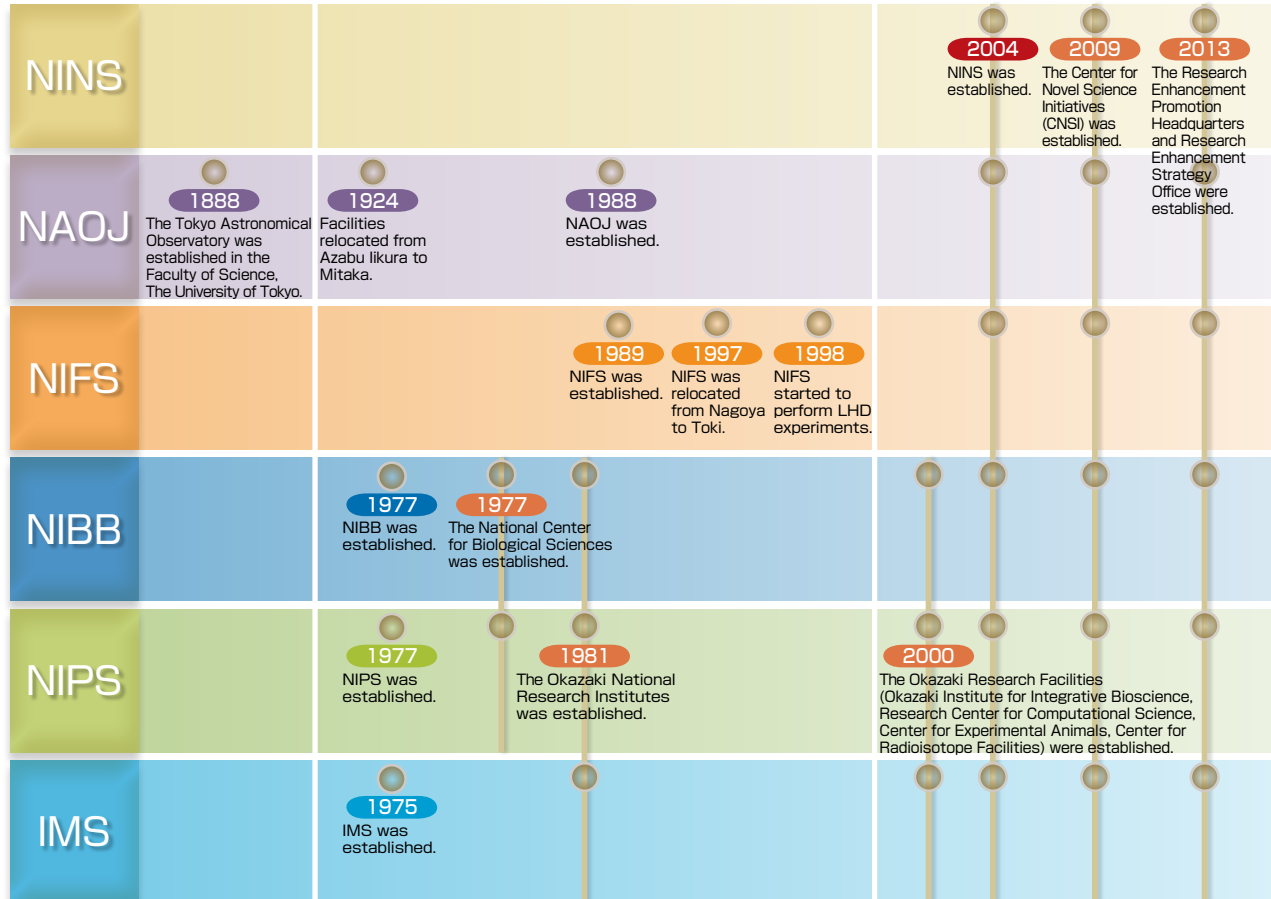 NINS
2004
NINS was
established.
2009
The Center for
Novel Science
Initiatives
(CNSI) was
established.
2013
The Research
Enhancement
Promotion
Headquarters
and Research
Enhancement
Strategy
Office were
established.
NAOJ
1888
The Tokyo Astronomical
Observatory was
established in the
Faculty of Science,
The University of Tokyo.
1924
Facilities
relocated from
Azabu Iikura to
Mitaka.
1988
NAOJ was
established.
NIFS
1989
NIFS was
established.
1997
NIFS was
relocated
from Nagoya
to Toki.
1998
NIFS
started to
perform LHD
experiments.
NIBB
1977
NIBB was
established.
1977
The National Center
for Biological Sciences
was established.
NIPS
1977
NIPS was
established.
1981
The Okazaki National
Research Institutes
was established.
2000
The Okazaki Research Facilities
(Okazaki Institute for Integrative Bioscience,
Research Center for Computational Science,
Center for Experimental Animals, Center for
Radioisotope Facilities) were established.
IMS
1975
IMS was
established.